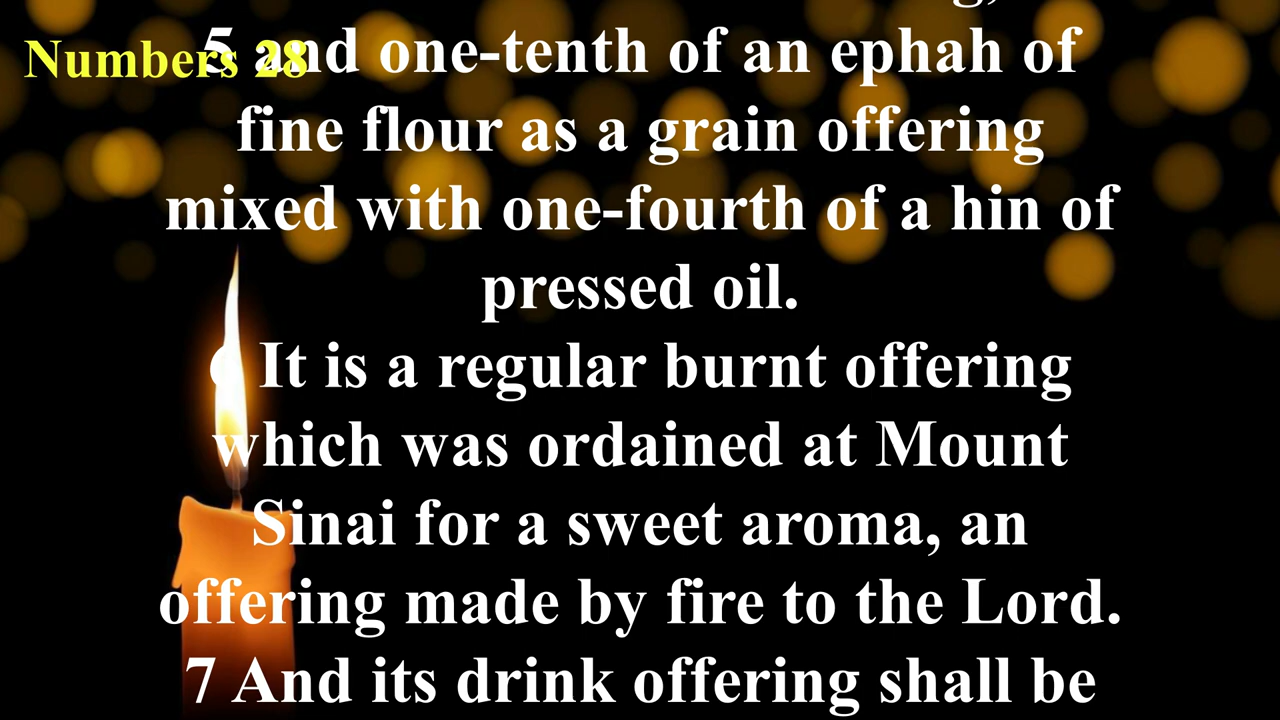 Numbers 28
5 and one-tenth of an ephah of
fine flour as a grain offering
mixed with one-fourth of a hin of
pressed oil.
6 It is a regular burnt offering
which was ordained at Mount
Sinai for a sweet aroma, an
offering made by fire to the Lord.
7 And its drink offering shall be